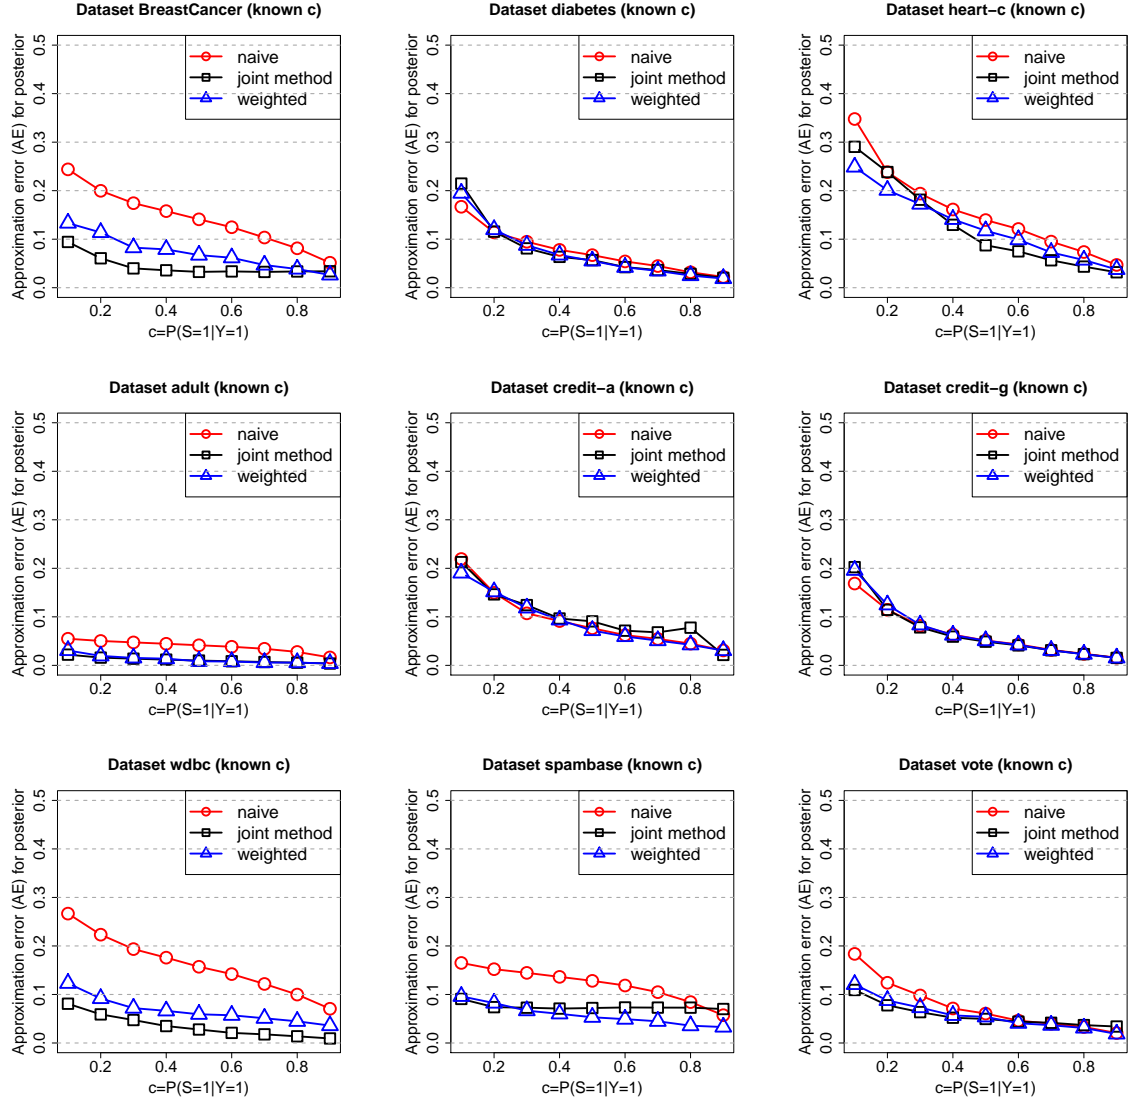 Dataset BreastCancer (known c)
Approximation error (AE) for posterior
0.0 0.1 0.2 0.3 0.4 0.5
naive
joint method
weighted
0.2 0.4 0.6 0.8
c=P(S=1|Y=1)
Dataset diabetes (known c)
Approximation error (AE) for posterior
0.0 0.1 0.2 0.3 0.4 0.5
naive
joint method
weighted
0.2 0.4 0.6 0.8
c=P(S=1|Y=1)
Dataset heart−c (known c)
Approximation error (AE) for posterior
0.0 0.1 0.2 0.3 0.4 0.5
naive
joint method
weighted
0.2 0.4 0.6 0.8
c=P(S=1|Y=1)
Dataset adult (known c)
Approximation error (AE) for posterior
0.0 0.1 0.2 0.3 0.4 0.5
naive
joint method
weighted
0.2 0.4 0.6 0.8
c=P(S=1|Y=1)
Dataset credit−a (known c)
Approximation error (AE) for posterior
0.0 0.1 0.2 0.3 0.4 0.5
naive
joint method
weighted
0.2 0.4 0.6 0.8
c=P(S=1|Y=1)
Dataset credit−g (known c)
Approximation error (AE) for posterior
0.0 0.1 0.2 0.3 0.4 0.5
naive
joint method
weighted
0.2 0.4 0.6 0.8
c=P(S=1|Y=1)
Dataset wdbc (known c)
Approximation error (AE) for posterior
0.0 0.1 0.2 0.3 0.4 0.5
naive
joint method
weighted
0.2 0.4 0.6 0.8
c=P(S=1|Y=1)
Dataset spambase (known c)
Approximation error (AE) for posterior
0.0 0.1 0.2 0.3 0.4 0.5
naive
joint method
weighted
0.2 0.4 0.6 0.8
c=P(S=1|Y=1)
Dataset vote (known c)
Approximation error (AE) for posterior
0.0 0.1 0.2 0.3 0.4 0.5
naive
joint method
weighted
0.2 0.4 0.6 0.8
c=P(S=1|Y=1)